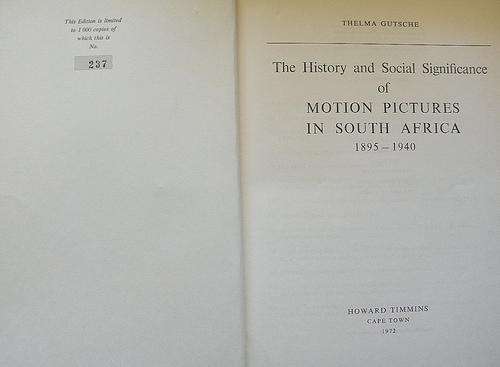 This Edition is limited
to 1 000 copies of
which this is
No.
237
THELMA GUTSCHE
The History and Social Significance
of
MOTION PICTURES
IN SOUTH AFRICA
1895 – 1940
HOWARD TIMMINS
CAPE TOWN
1972